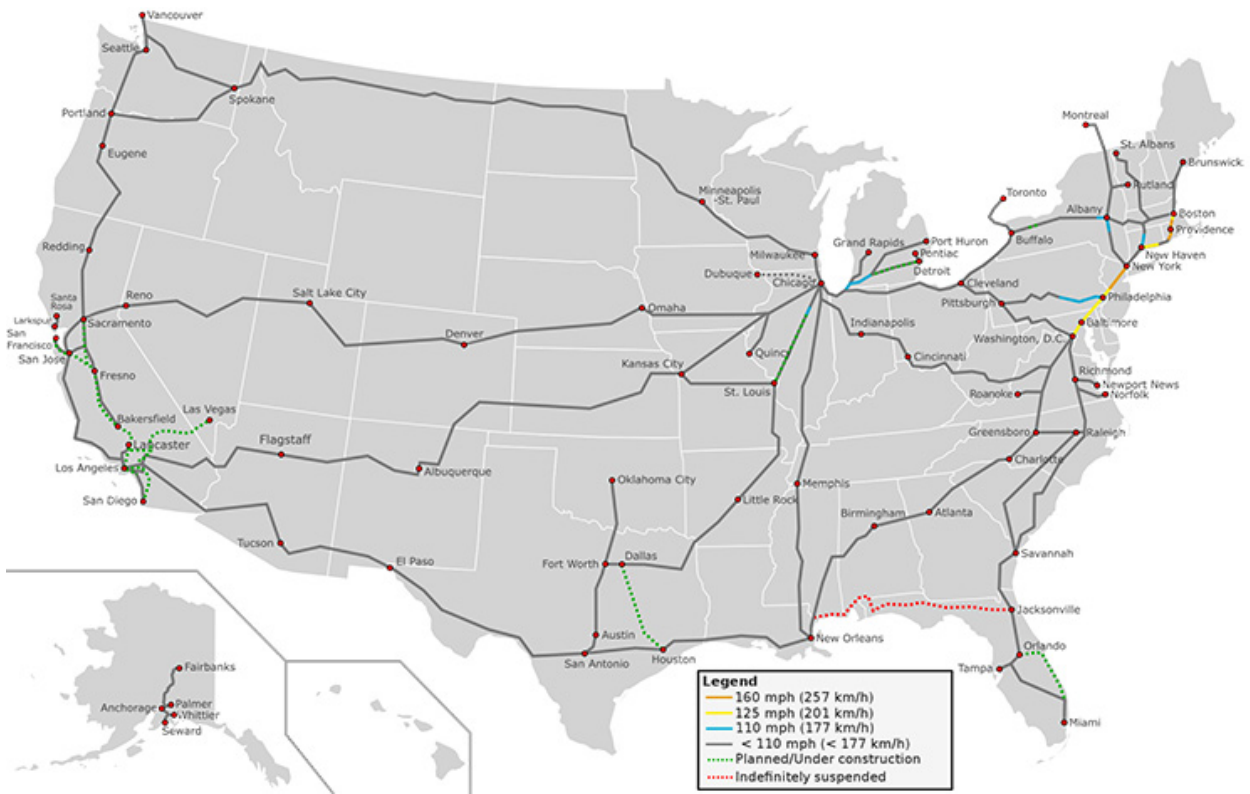 Vancouver
Seattle
Spokane
Portland
Eugene
Redding
Santa
Rosa
Larkspur
San
Francisco
San Jose
Sacramento
Reno
Salt Lake City
Denver
Omaha
Fresno
Bakersfield
Las Vegas
Lancaster
Los Angeles
San Diego
Flagstaff
Albuquerque
Tucson
El Paso
Minneapolis
-St. Paul
Milwaukee
Dubuque
Chicago
Grand Rapids
Port Huron
Pontiac
Detroit
Quincy
Kansas City
St. Louis
Indianapolis
Cincinnati
Cleveland
Pittsburgh
Toronto
Buffalo
Albany
Montreal
St. Albans
Rutland
Brunswick
Boston
Providence
New Haven
New York
Philadelphia
Baltimore
Washington, D.C.
Richmond
Newport News
Norfolk
Roanoke
Greensboro
Raleigh
Charlotte
Memphis
Little Rock
Oklahoma City
Birmingham
Atlanta
Savannah
Fort Worth
Dallas
Austin
San Antonio
Houston
New Orleans
Jacksonville
Orlando
Tampa
Miami
Fairbanks
Anchorage
Palmer
Whittier
Seward
Legend
160 mph (257 km/h)
125 mph (201 km/h)
110 mph (177 km/h)
< 110 mph (< 177 km/h)
Planned/Under construction
Indefinitely suspended